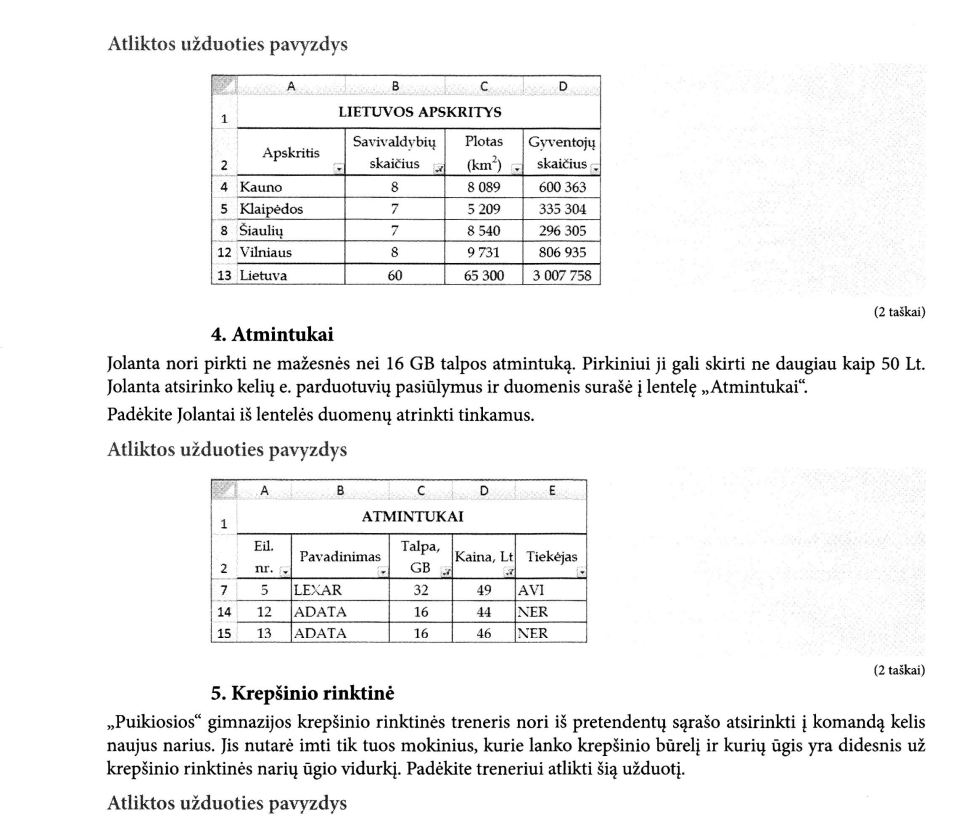 Atliktos užduoties pavyzdys
A B C D
1 LIETUVOS APSKRITYS
2 Apskritis Savivaldybių skaičius Plotas (km²) Gyventojų skaičius
4 Kauno 8 8 089 600 363
5 Klaipėdos 7 5 209 335 304
8 Šiaulių 7 8 540 296 305
12 Vilniaus 8 9 731 806 935
13 Lietuva 60 65 300 3 007 758
(2 taškai)
4. Atmintukai
Jolanta nori pirkti ne mažesnės nei 16 GB talpos atmintuką. Pirkiniui ji gali skirti ne daugiau kaip 50 Lt.
Jolanta atsirinko kelių e. parduotuvių pasiūlymus ir duomenis surašė į lentelę „Atmintukai“.
Padėkite Jolantai iš lentelės duomenų atrinkti tinkamus.
Atliktos užduoties pavyzdys
A B C D E
1 ATMINTUKAI
2 Eil. nr. Pavadinimas Talpa, GB Kaina, Lt Tiekėjas
7 5 LEXAR 32 49 AVI
14 12 ADATA 16 44 NER
15 13 ADATA 16 46 NER
(2 taškai)
5. Krepšinio rinktinė
„Puikiosios“ gimnazijos krepšinio rinktinės treneris nori iš pretendentų sąrašo atsirinkti į komandą kelis
naujus narius. Jis nutarė imti tik tuos mokinius, kurie lanko krepšinio būrelį ir kurių ūgis yra didesnis už
krepšinio rinktinės narių ūgio vidurkį. Padėkite treneriui atlikti šią užduotį.
Atliktos užduoties pavyzdys